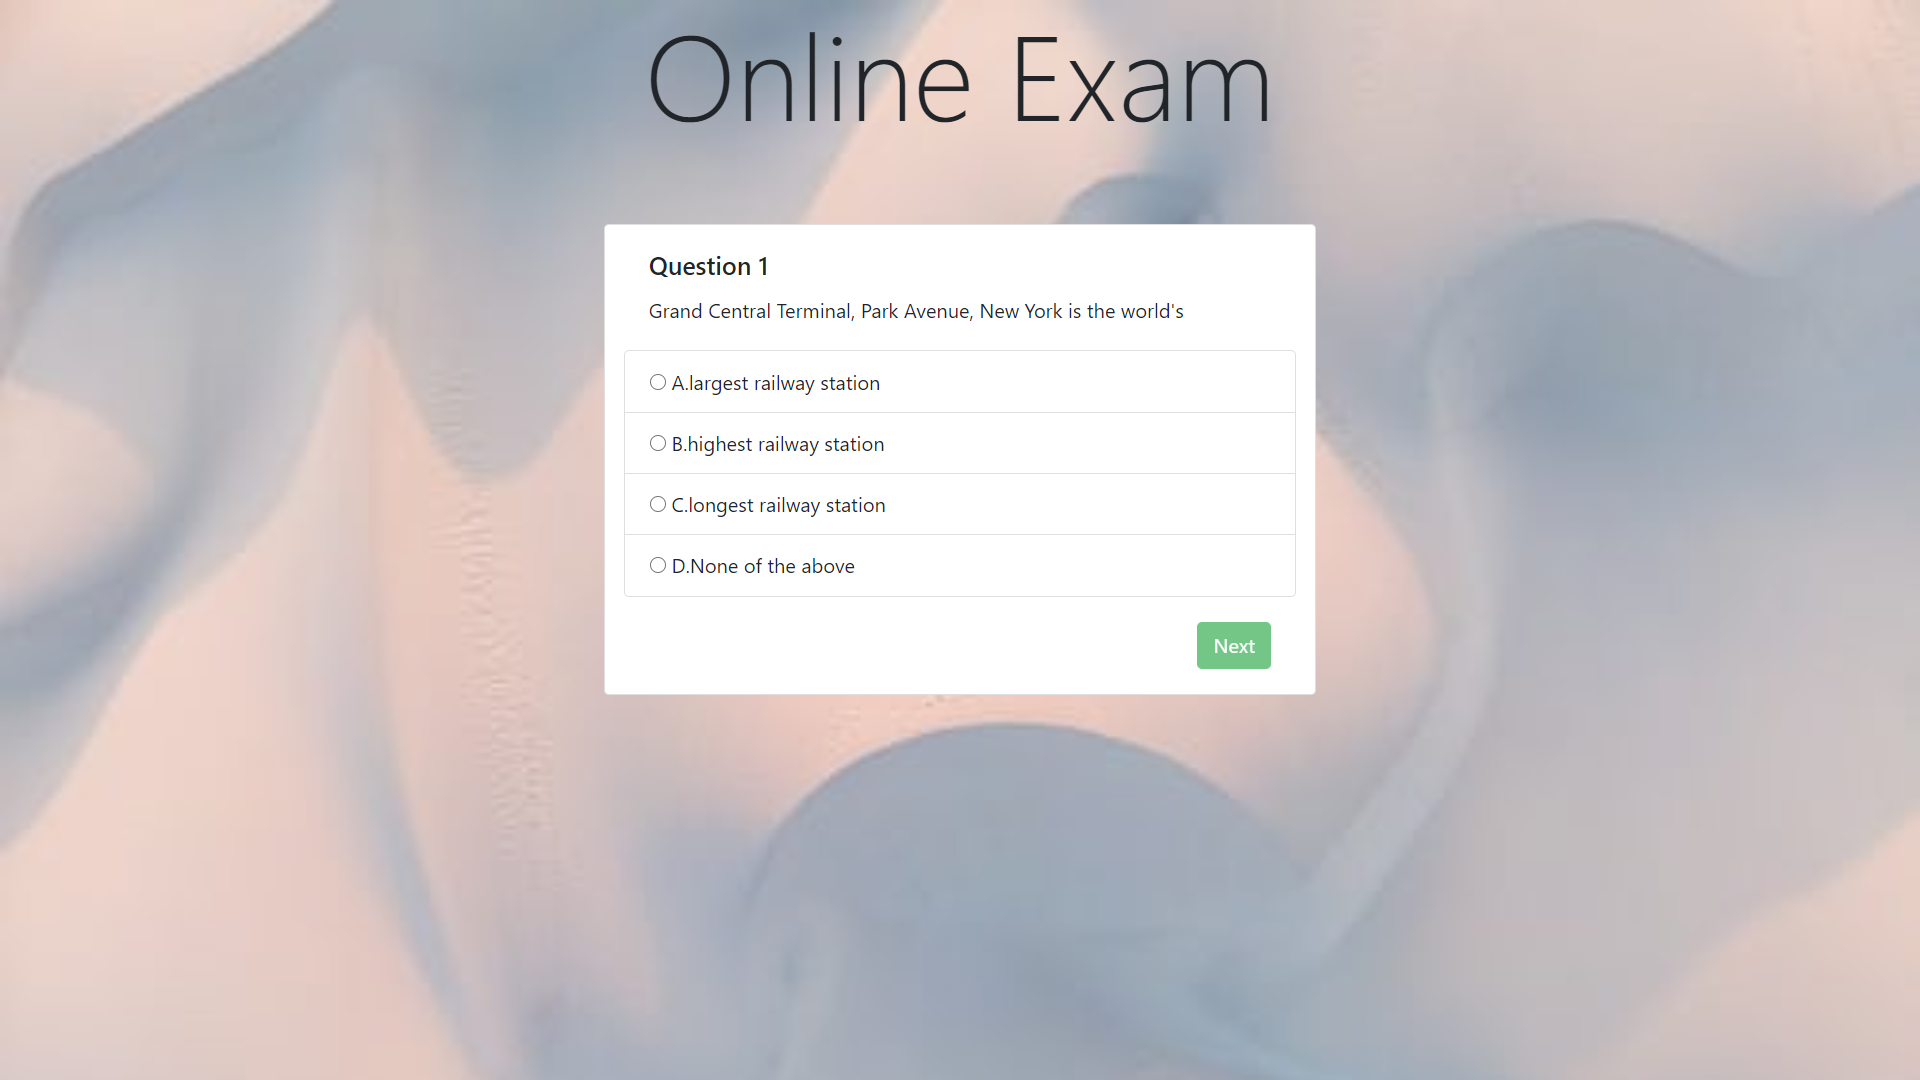 Online Exam
Question 1
Grand Central Terminal, Park Avenue, New York is the world's
A.largest railway station
B.highest railway station
C.longest railway station
D.None of the above
Next